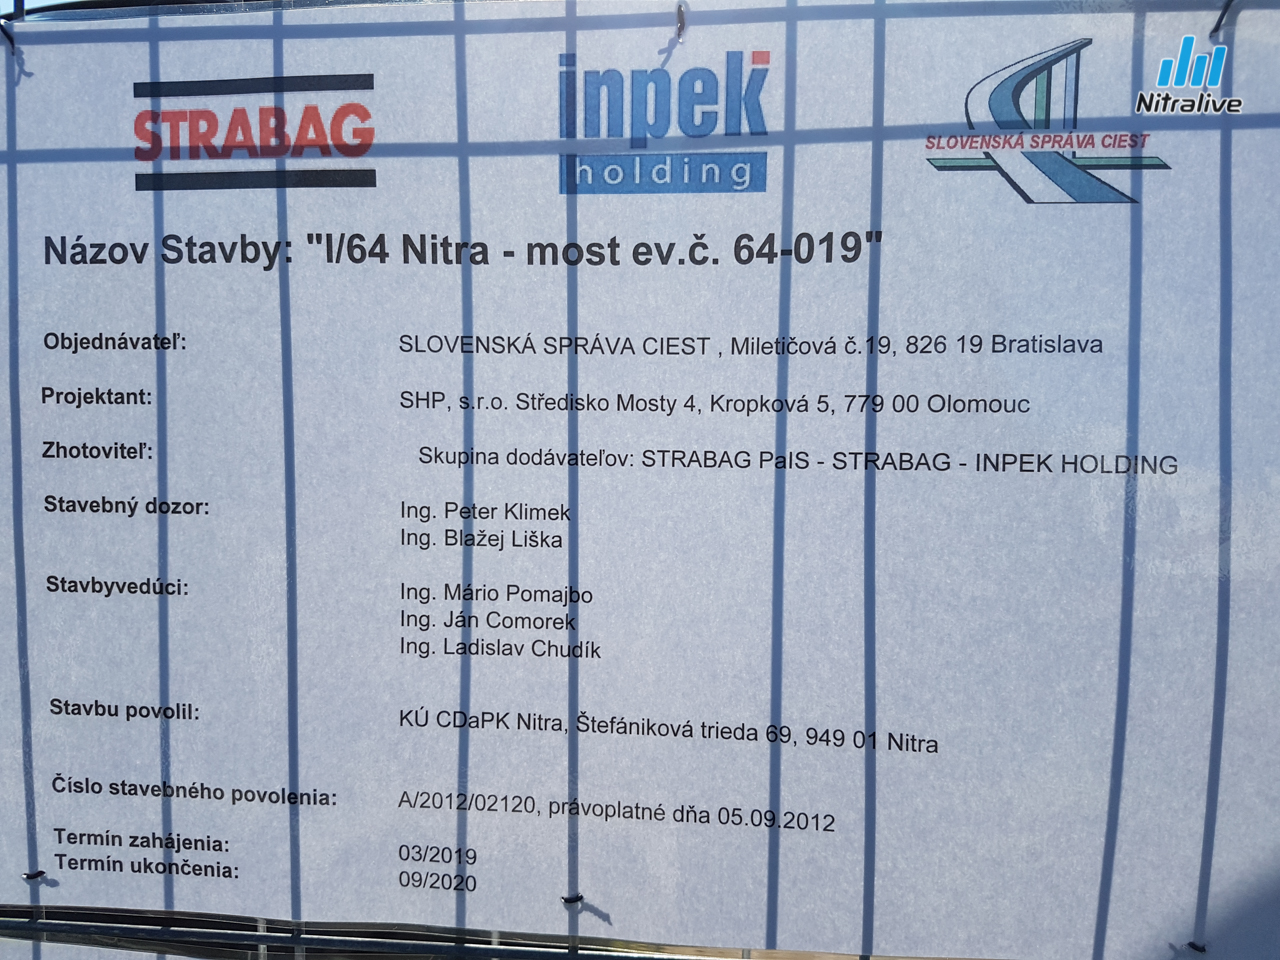 STRABAG
inpek
holding
SLOVENSKÁ SPRÁVA CIEST
Nitralive
Názov Stavby: "I/64 Nitra - most ev.č. 64-019"
Objednávateľ: SLOVENSKÁ SPRÁVA CIEST , Miletičová č.19, 826 19 Bratislava
Projektant: SHP, s.r.o. Středisko Mosty 4, Kropková 5, 779 00 Olomouc
Zhotoviteľ: Skupina dodávateľov: STRABAG PaIS - STRABAG - INPEK HOLDING
Stavebný dozor: Ing. Peter Klimek
Ing. Blažej Liška
Stavbyvedúci: Ing. Mário Pomajbo
Ing. Ján Comorek
Ing. Ladislav Chudík
Stavbu povolil: KÚ CDaPK Nitra, Štefániková trieda 69, 949 01 Nitra
Číslo stavebného povolenia: A/2012/02120, právoplatné dňa 05.09.2012
Termín zahájenia: 03/2019
Termín ukončenia: 09/2020